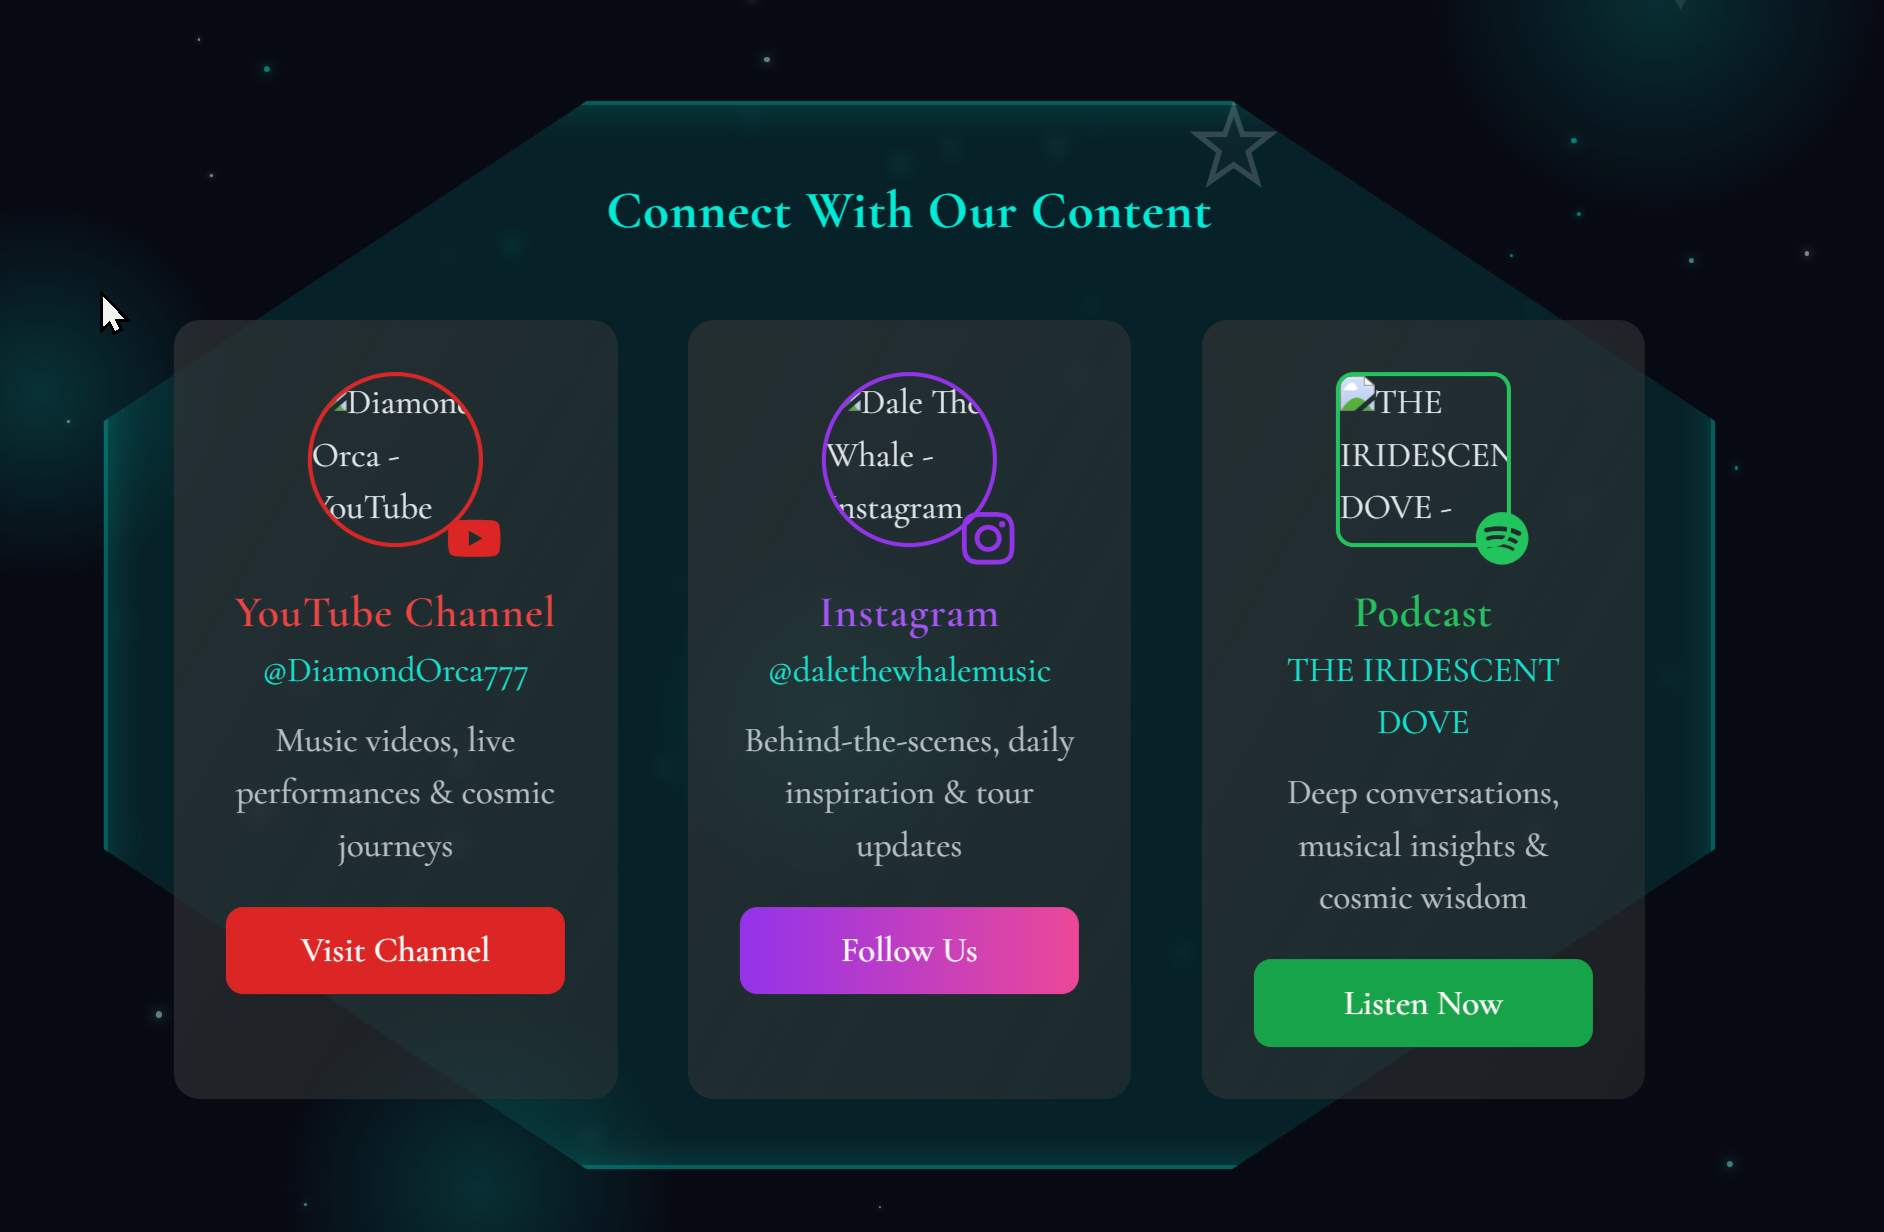 Connect With Our Content
Diamond
Orca -
YouTube
YouTube Channel
@DiamondOrca777
Music videos, live
performances & cosmic
journeys
Visit Channel
Dale The
Whale -
Instagram
Instagram
@dalethewhalemusic
Behind-the-scenes, daily
inspiration & tour
updates
Follow Us
THE
IRIDESCEN
DOVE -
Podcast
THE IRIDESCENT
DOVE
Deep conversations,
musical insights &
cosmic wisdom
Listen Now